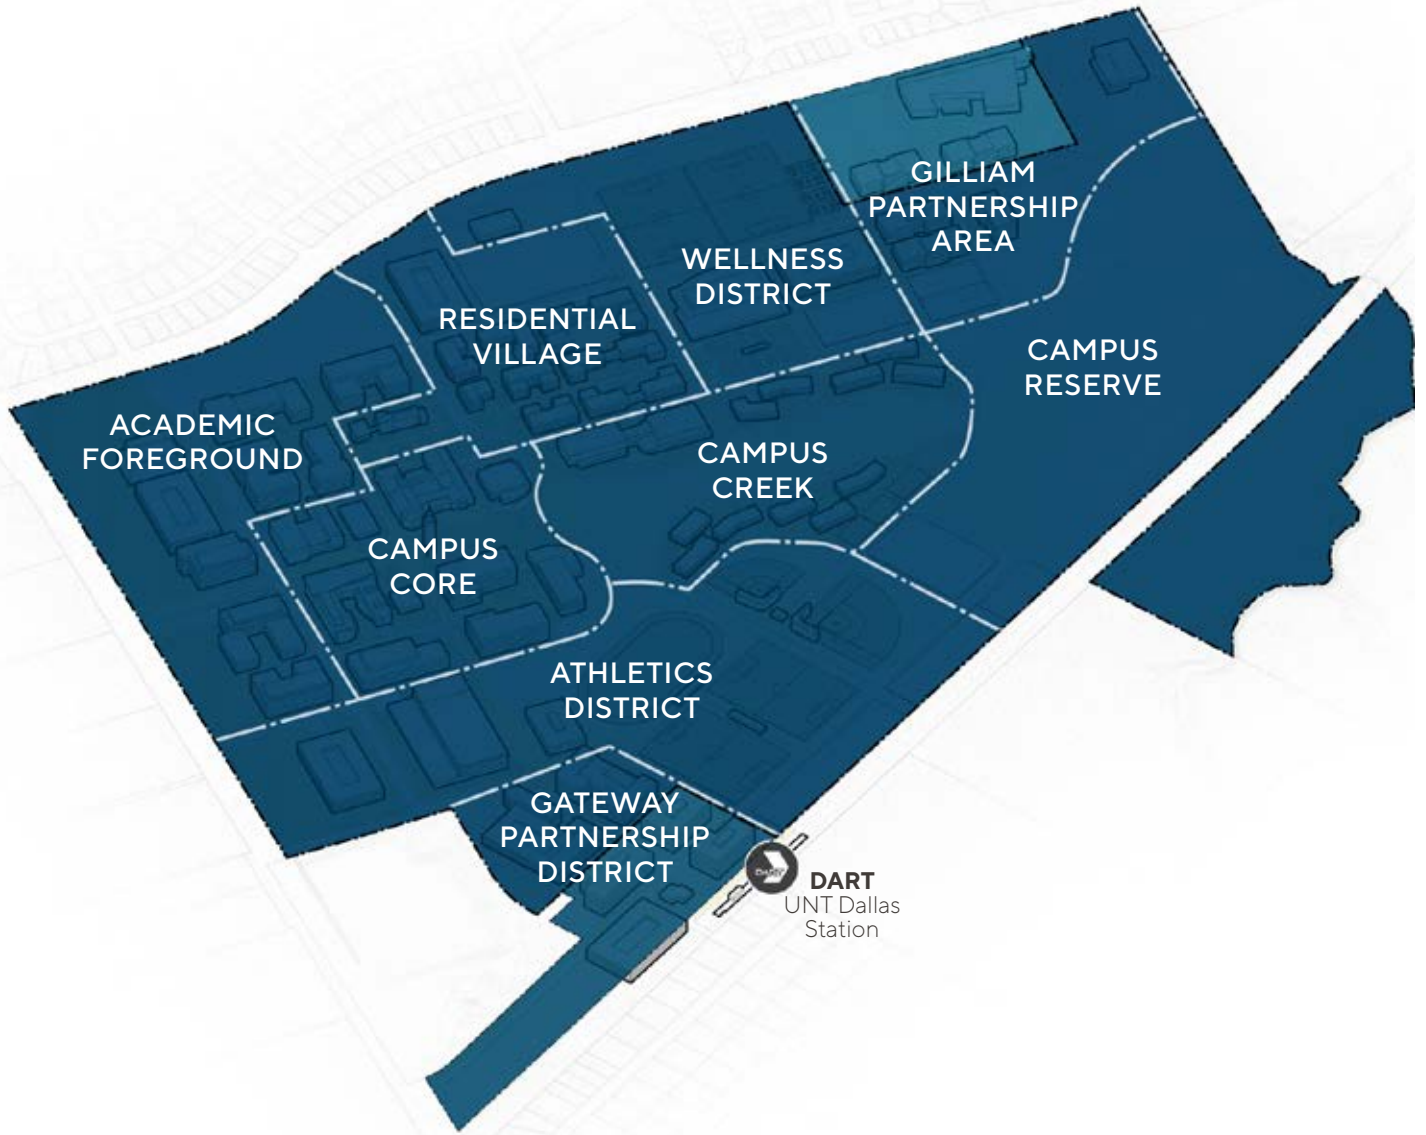 GILLIAM
PARTNERSHIP
AREA
WELLNESS
DISTRICT
RESIDENTIAL
VILLAGE
CAMPUS
RESERVE
ACADEMIC
FOREGROUND
CAMPUS
CREEK
CAMPUS
CORE
ATHLETICS
DISTRICT
GATEWAY
PARTNERSHIP
DISTRICT
DART
DART
UNT Dallas
Station